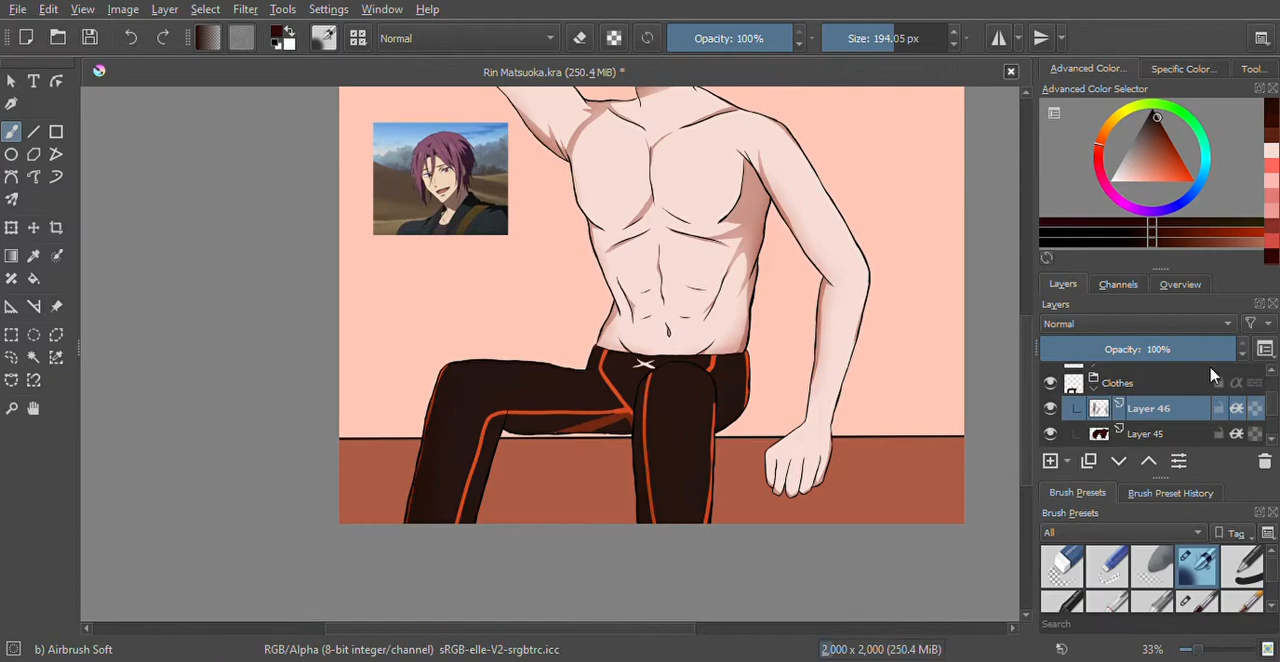 File Edit View Image Layer Select Filter Tools Settings Window Help
Normal Opacity: 100% Size: 194.05 px
Rin Matsuoka.kra (250.4 MiB) *
Advanced Color... Specific Color... Tool...
Advanced Color Selector
Layers Channels Overview
Layers
Normal
Opacity: 100%
Clothes
Layer 46
Layer 45
Brush Presets Brush Preset History
Brush Presets
All Tag
Search
b) Airbrush Soft RGB/Alpha (8-bit integer/channel) sRGB-elle-V2-srgbtrc.icc 2,000 x 2,000 (250.4 MiB) 33%